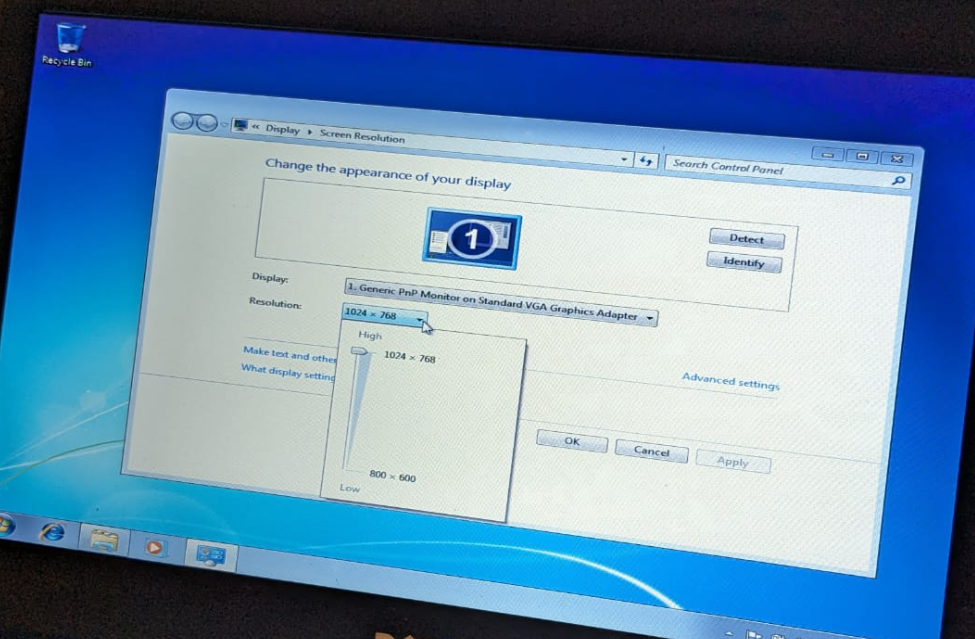 Recycle Bin
« Display ▸ Screen Resolution
Search Control Panel
Change the appearance of your display
1
Detect
Identify
Display:
1. Generic PnP Monitor on Standard VGA Graphics Adapter
Resolution:
1024 × 768
High
1024 × 768
Make text and other
What display setting
Advanced settings
800 × 600
Low
OK
Cancel
Apply